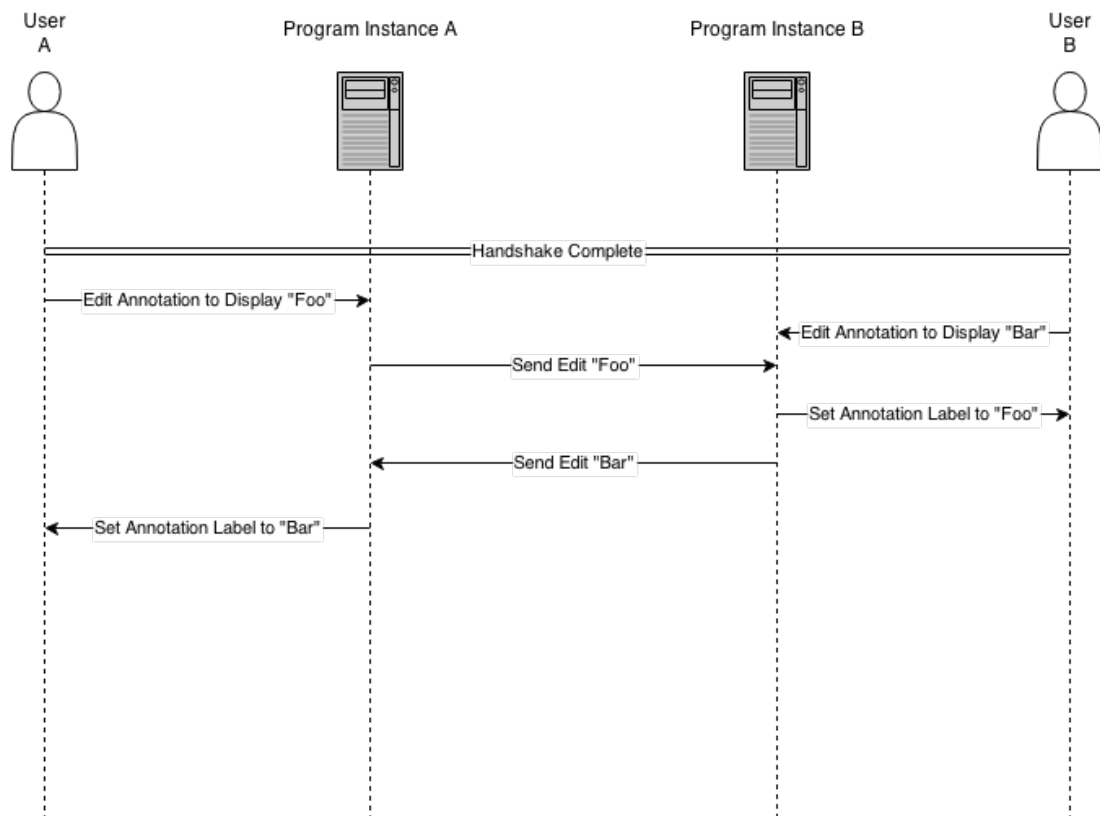 User
A
Program Instance A
Program Instance B
User
B
Handshake Complete
Edit Annotation to Display "Foo"
Edit Annotation to Display "Bar"
Send Edit "Foo"
Set Annotation Label to "Foo"
Send Edit "Bar"
Set Annotation Label to "Bar"